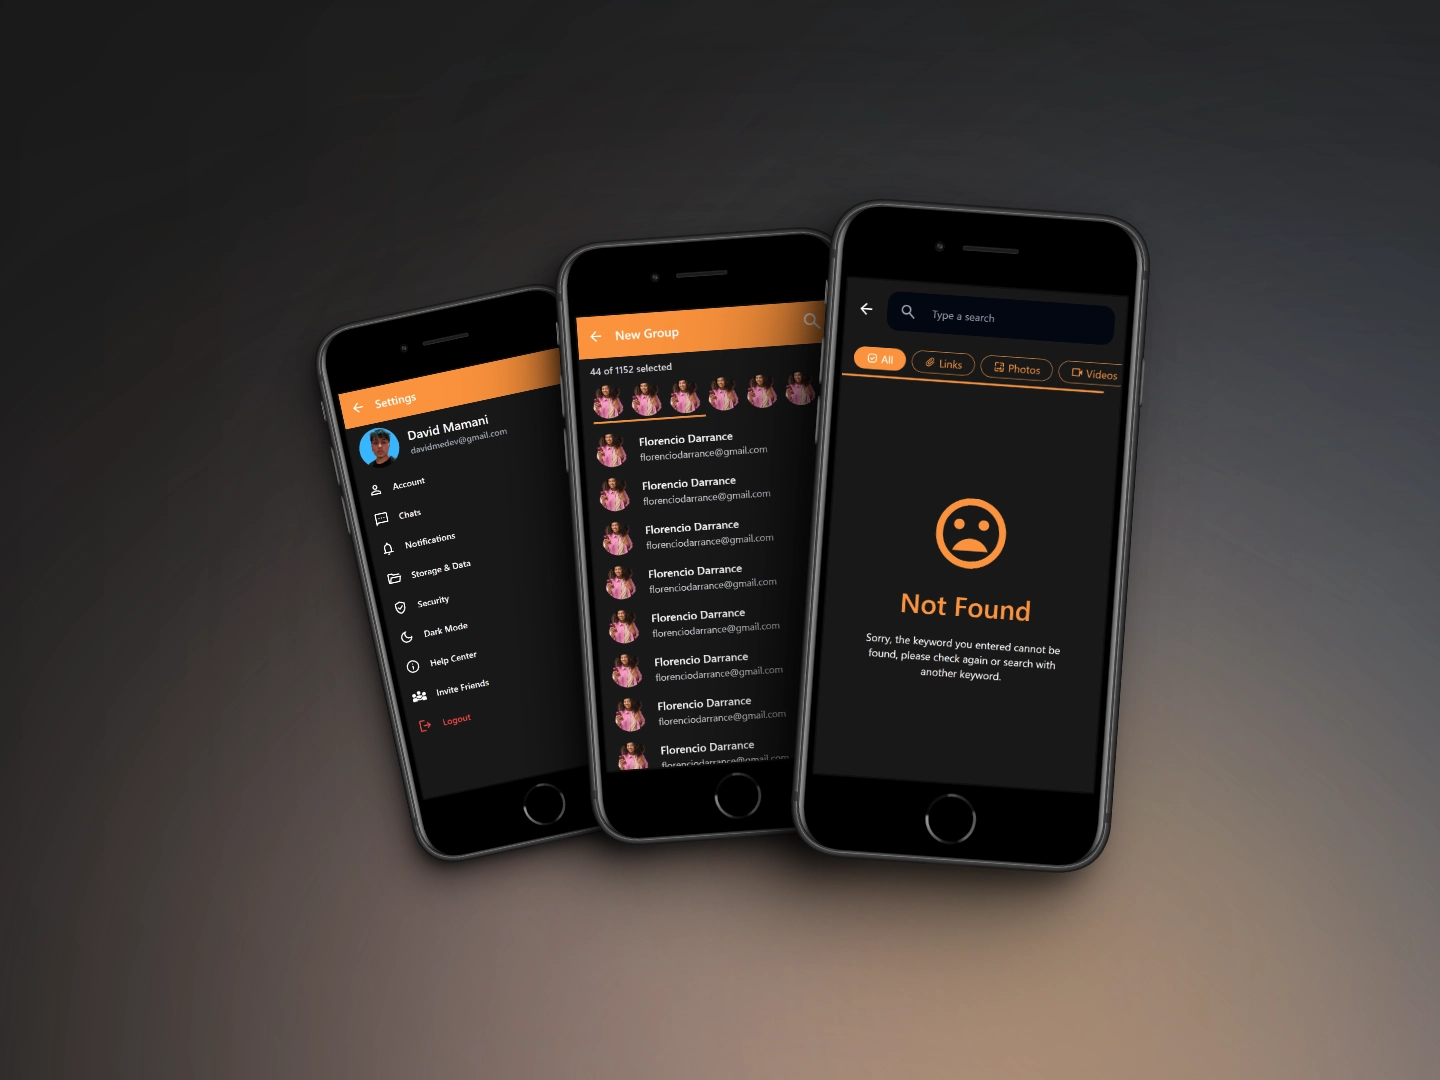 Settings
David Mamani
davidmedev@gmail.com
Account
Chats
Notifications
Storage & Data
Security
Dark Mode
Help Center
Invite Friends
Logout
New Group
44 of 1152 selected
Florencio Darrance
florenciodarrance@gmail.com
Florencio Darrance
florenciodarrance@gmail.com
Florencio Darrance
florenciodarrance@gmail.com
Florencio Darrance
florenciodarrance@gmail.com
Florencio Darrance
florenciodarrance@gmail.com
Florencio Darrance
florenciodarrance@gmail.com
Florencio Darrance
florenciodarrance@gmail.com
Florencio Darrance
florenciodarrance@gmail.com
Type a search
All Links Photos Videos
Not Found
Sorry, the keyword you entered cannot be
found, please check again or search with
another keyword.